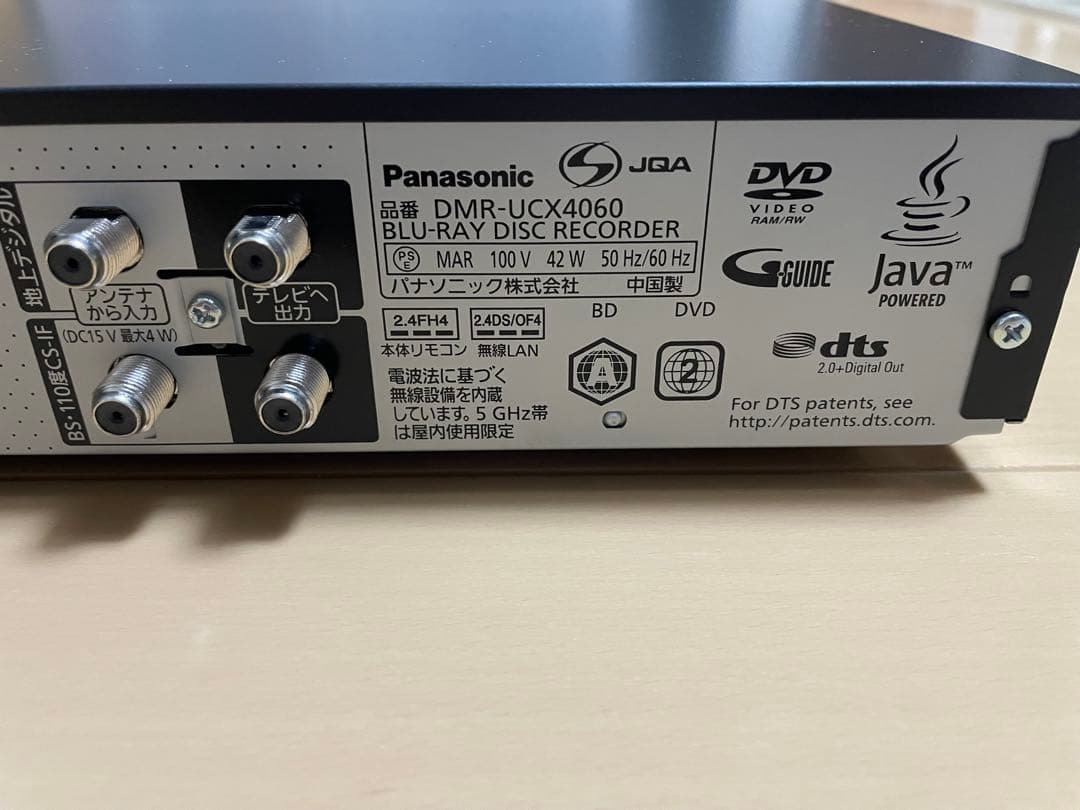 地上デジタル
アンテナ
から入力
テレビへ
出力
(DC15 V 最大4 W)
BS・110度CS-IF
Panasonic
JQA
品番 DMR-UCX4060
BLU-RAY DISC RECORDER
PSE MAR 100 V 42 W 50 Hz/60 Hz
パナソニック株式会社 中国製
2.4FH4 2.4DS/OF4
本体リモコン 無線LAN
電波法に基づく
無線設備を内蔵
しています。5 GHz帯
は屋内使用限定
BD DVD
A 2
DVD
VIDEO
RAM/RW
G-GUIDE
Java™
POWERED
dts
2.0+Digital Out
For DTS patents, see
http://patents.dts.com.